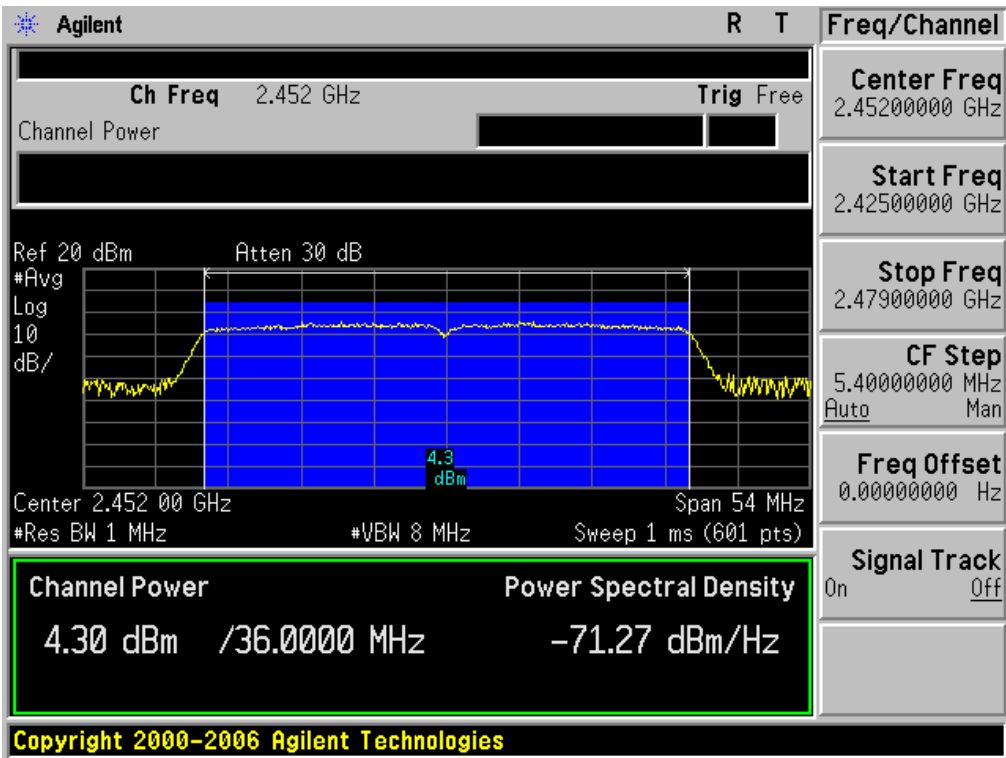 Agilent R T
Ch Freq 2.452 GHz Trig Free
Channel Power
Ref 20 dBm Atten 30 dB
#Avg
Log
10
dB/
4.3
dBm
Center 2.452 00 GHz Span 54 MHz
#Res BW 1 MHz #VBW 8 MHz Sweep 1 ms (601 pts)
Channel Power Power Spectral Density
4.30 dBm /36.0000 MHz -71.27 dBm/Hz
Copyright 2000-2006 Agilent Technologies
Freq/Channel
Center Freq
2.45200000 GHz
Start Freq
2.42500000 GHz
Stop Freq
2.47900000 GHz
CF Step
5.40000000 MHz
Auto Man
Freq Offset
0.00000000 Hz
Signal Track
On Off